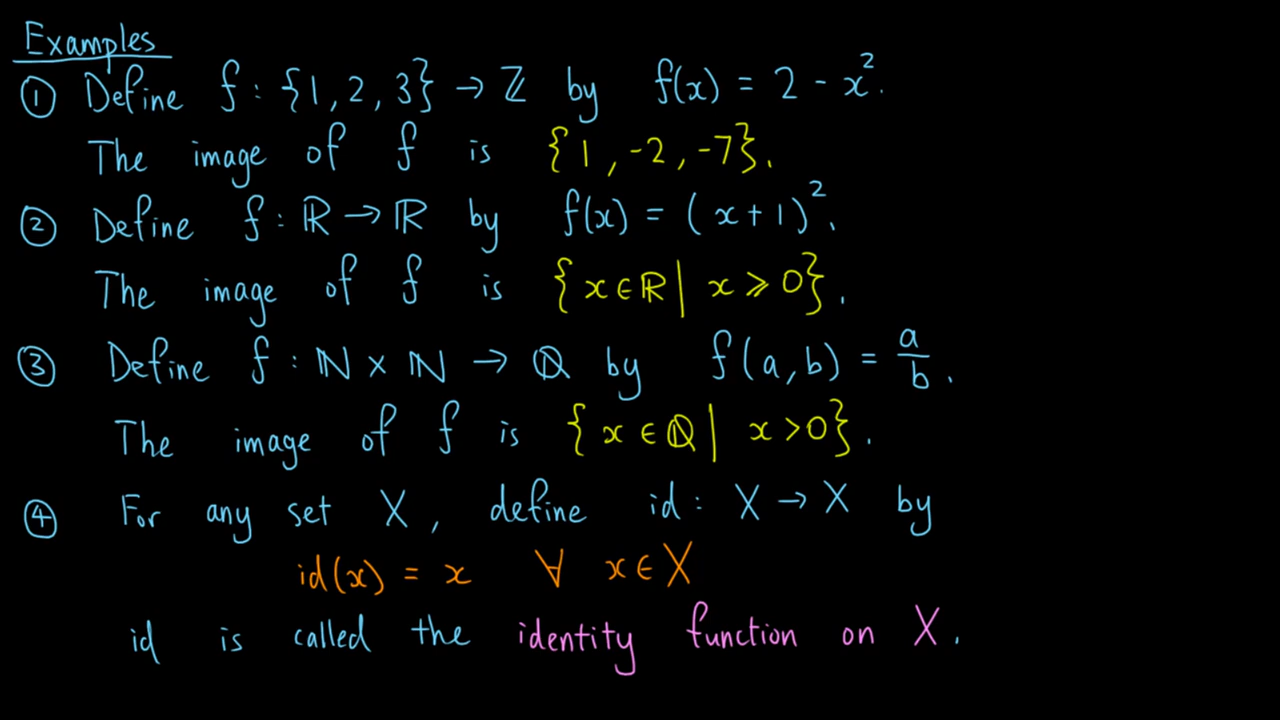 Examples
① Define f : {1, 2, 3} → ℤ by f(x) = 2 - x².
The image of f is {1, -2, -7}.
② Define f : ℝ → ℝ by f(x) = (x+1)².
The image of f is {x ∈ ℝ | x ⩾ 0}.
③ Define f : ℕ × ℕ → ℚ by f(a, b) = a/b.
The image of f is {x ∈ ℚ | x > 0}.
④ For any set X, define id : X → X by
id(x) = x ∀ x ∈ X
id is called the identity function on X.